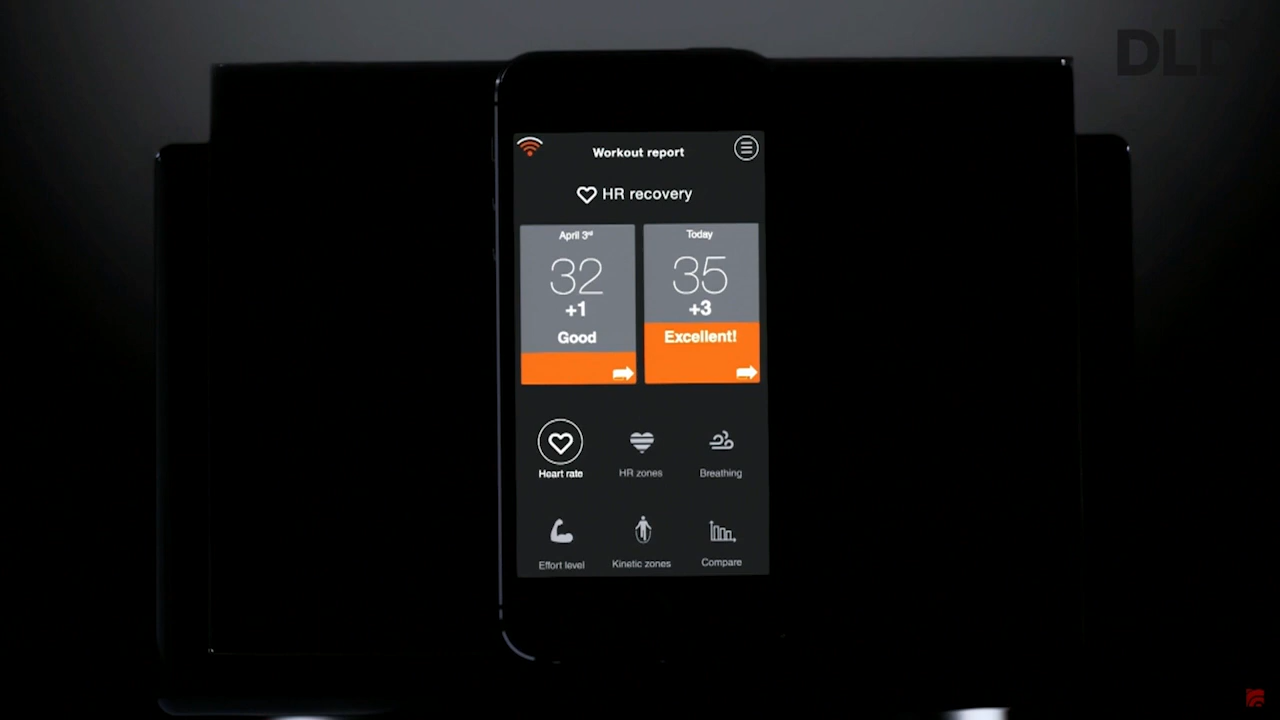 DLD
Workout report
HR recovery
April 3rd
32
+1
Good
Today
35
+3
Excellent!
Heart rate
HR zones
Breathing
Effort level
Kinetic zones
Compare